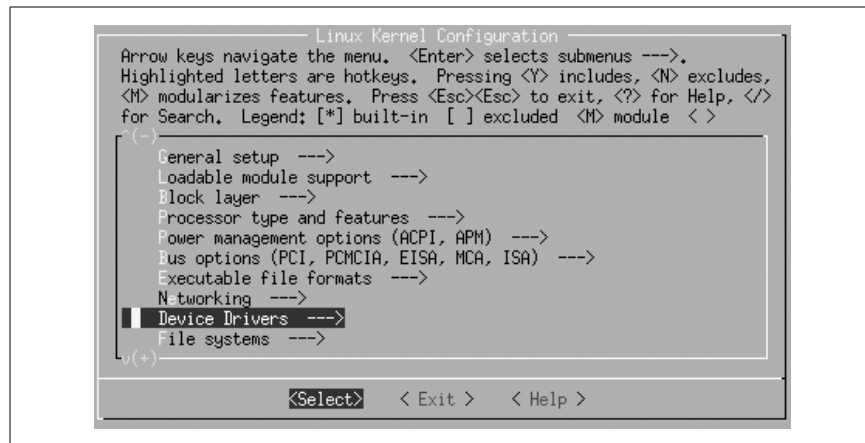 Linux Kernel Configuration
Arrow keys navigate the menu. <Enter> selects submenus --->.
Highlighted letters are hotkeys. Pressing <Y> includes, <N> excludes,
<M> modularizes features. Press <Esc><Esc> to exit, <?> for Help, </>
for Search. Legend: [*] built-in [ ] excluded <M> module < >
^(-)
General setup --->
Loadable module support --->
Block layer --->
Processor type and features --->
Power management options (ACPI, APM) --->
Bus options (PCI, PCMCIA, EISA, MCA, ISA) --->
Executable file formats --->
Networking --->
Device Drivers --->
File systems --->
v(+)
<Select> < Exit > < Help >